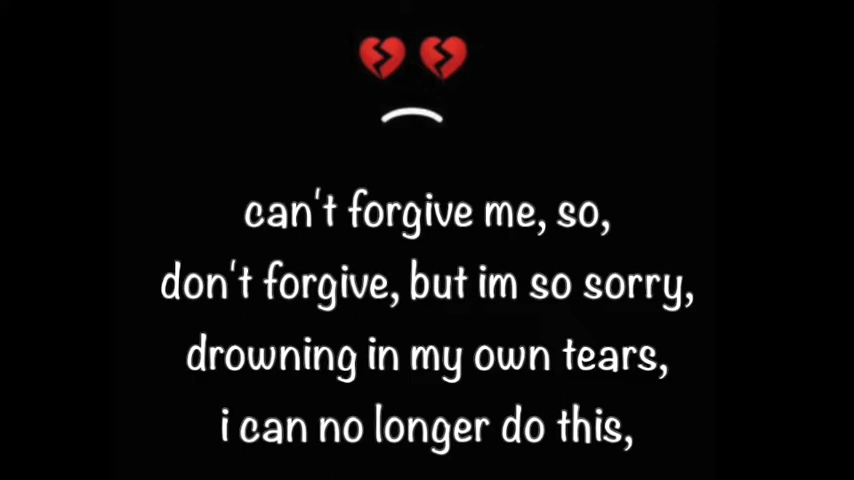 can't forgive me, so,
don't forgive, but im so sorry,
drowning in my own tears,
i can no longer do this,